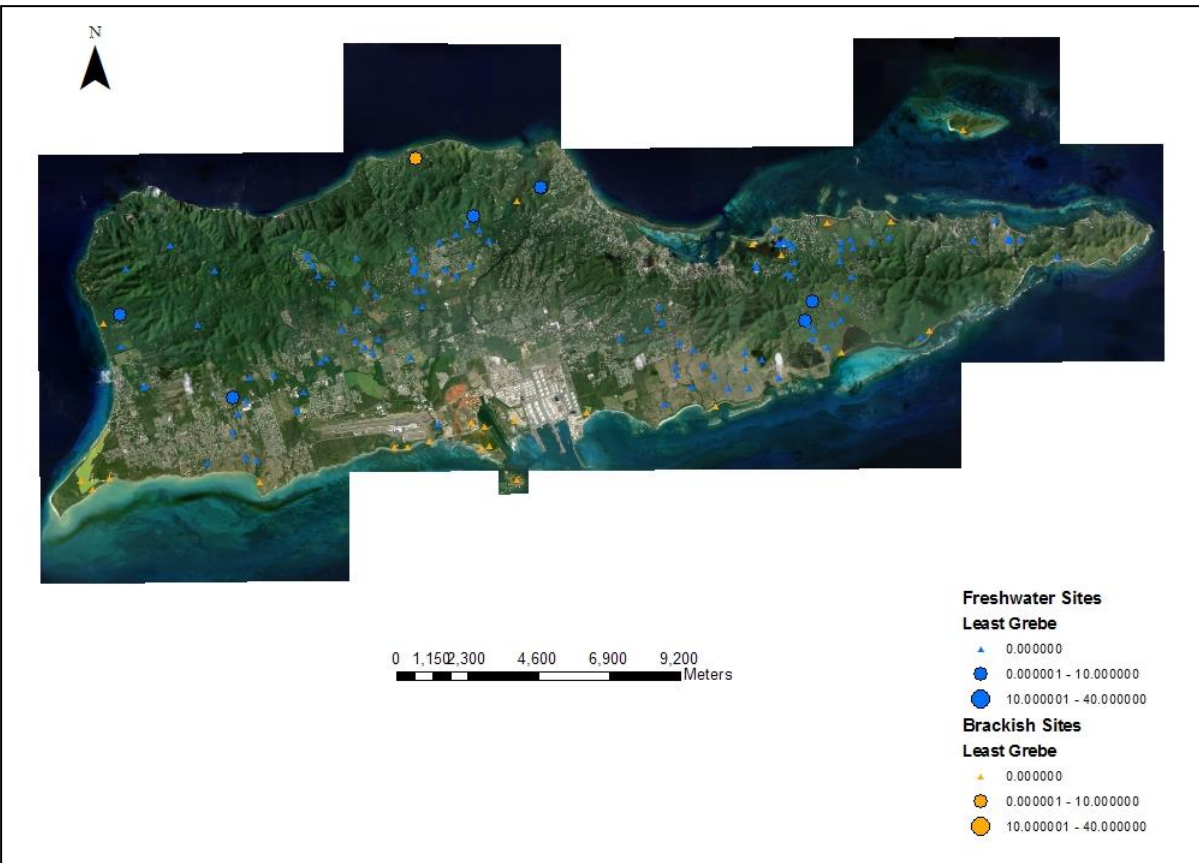 N
0 1,150 2,300 4,600 6,900 9,200
Meters
Freshwater Sites
Least Grebe
0.000000
0.000001 - 10.000000
10.000001 - 40.000000
Brackish Sites
Least Grebe
0.000000
0.000001 - 10.000000
10.000001 - 40.000000